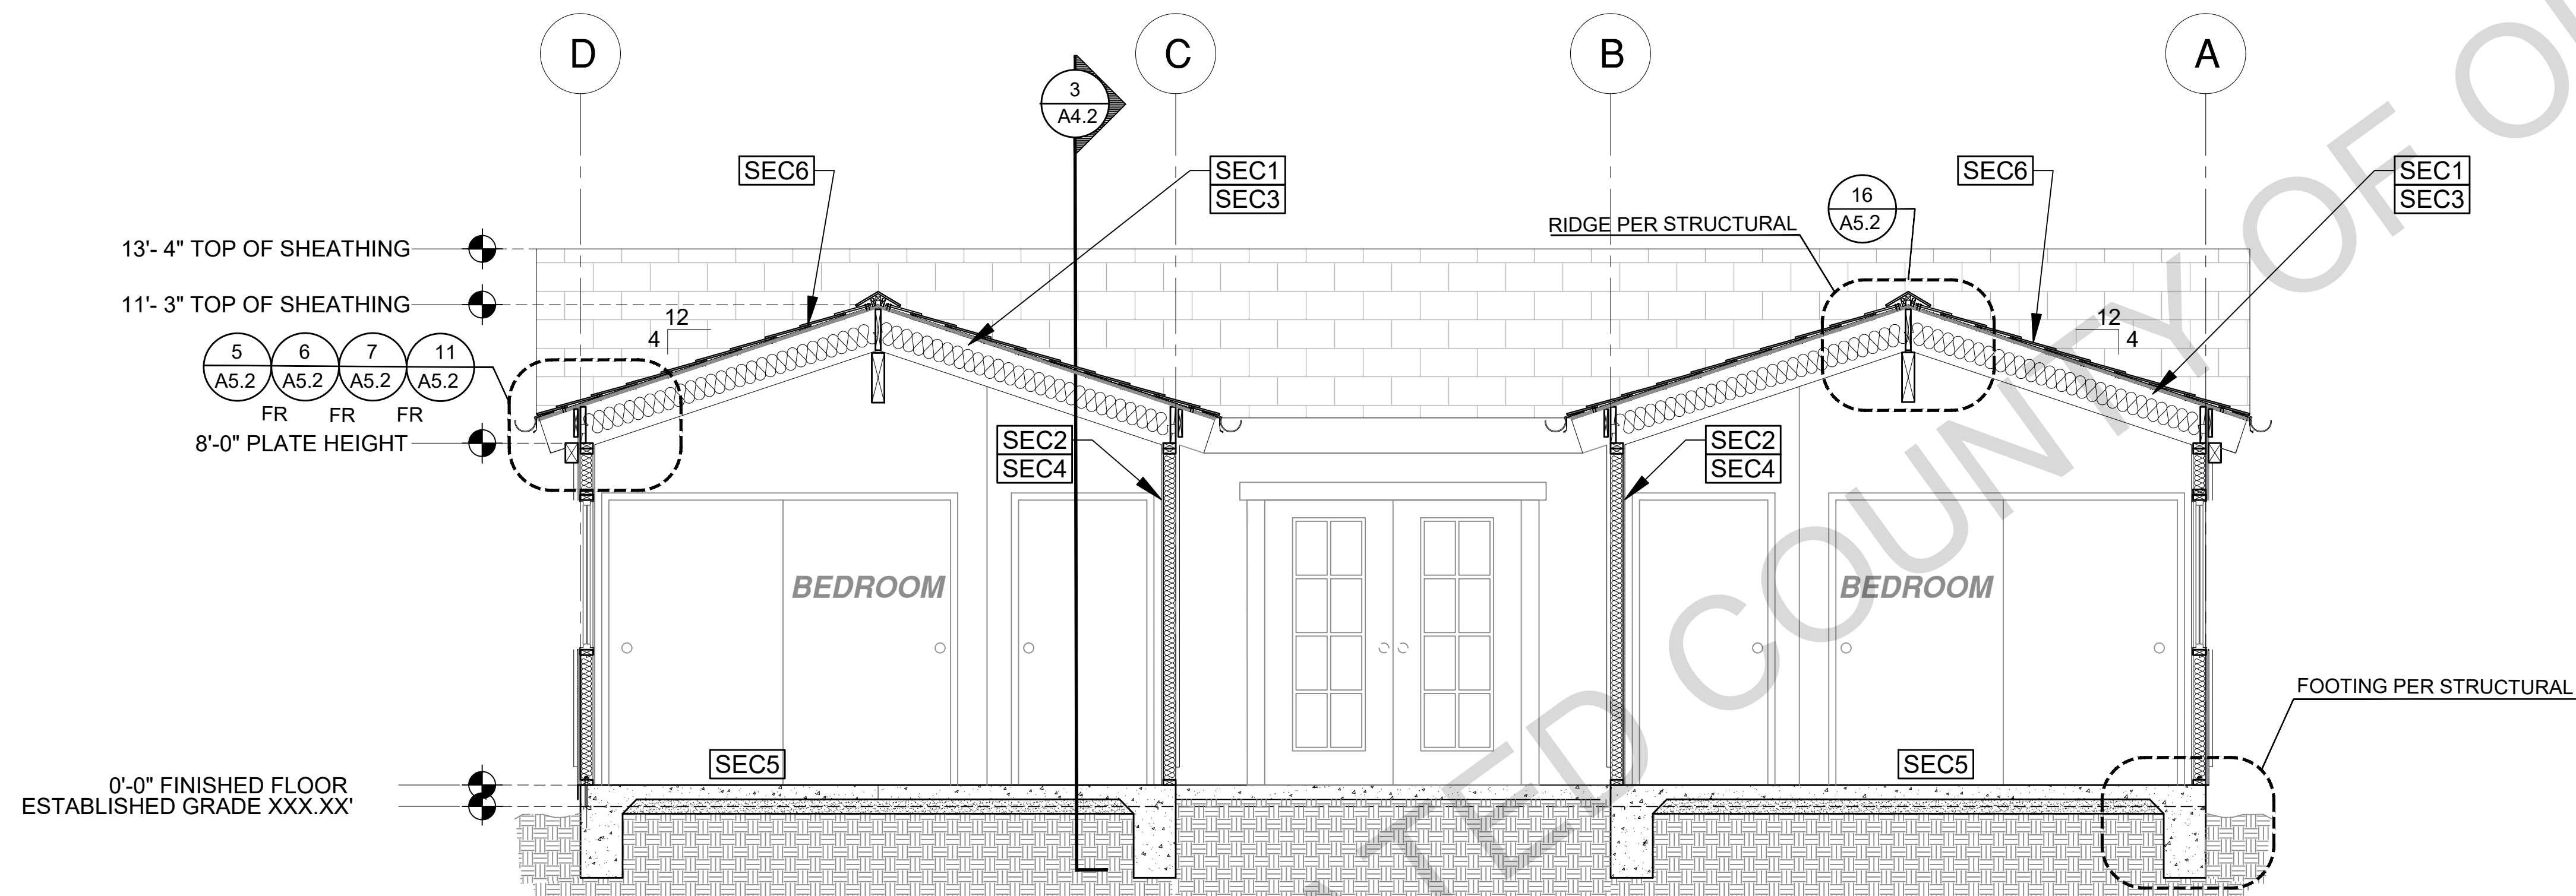 D
C
B
A
3
A4.2
SEC6
SEC1
SEC3
16
A5.2
SEC6
SEC1
SEC3
RIDGE PER STRUCTURAL
13'- 4" TOP OF SHEATHING
11'- 3" TOP OF SHEATHING
12
4
12
4
5
A5.2
6
A5.2
7
A5.2
11
A5.2
FR
FR
FR
8'-0" PLATE HEIGHT
SEC2
SEC4
SEC2
SEC4
BEDROOM
BEDROOM
FOOTING PER STRUCTURAL
SEC5
SEC5
0'-0" FINISHED FLOOR
ESTABLISHED GRADE XXX.XX'
TED COUNTY OF